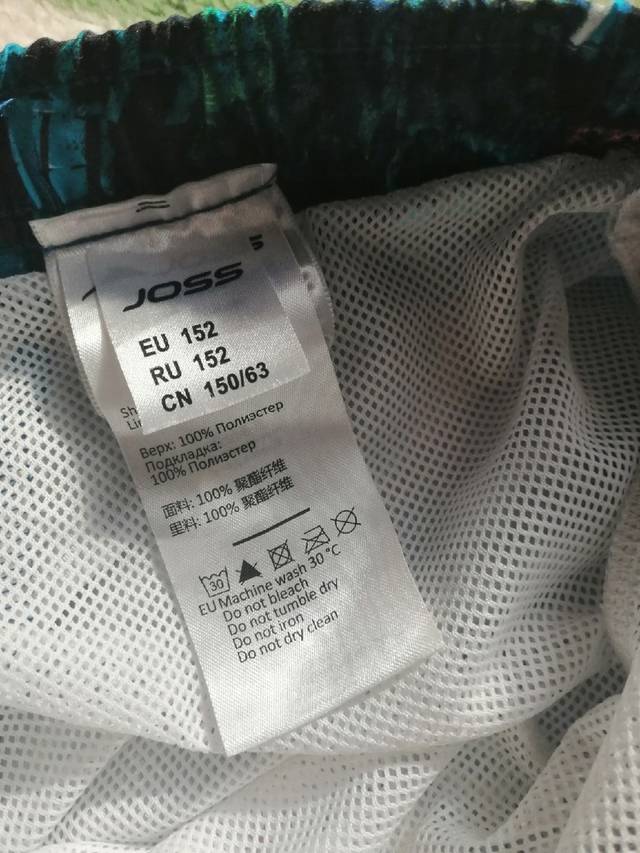 JOSS
EU 152
RU 152
CN 150/63
Верх: 100% Полиэстер
Подкладка:
100% Полиэстер
面料: 100% 聚酯纤维
里料: 100% 聚酯纤维
30
EU Machine wash 30 °C
Do not bleach
Do not tumble dry
Do not iron
Do not dry clean